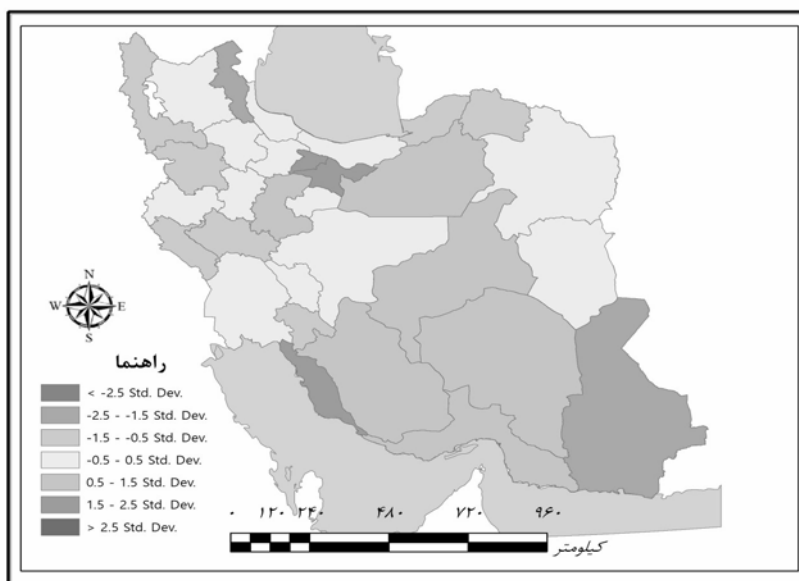 N
W E
S
راهنما
< -2.5 Std. Dev.
-2.5 - -1.5 Std. Dev.
-1.5 - -0.5 Std. Dev.
-0.5 - 0.5 Std. Dev.
0.5 - 1.5 Std. Dev.
1.5 - 2.5 Std. Dev.
> 2.5 Std. Dev.
۰ ۱۲۰ ۲۴۰ ۴۸۰ ۷۲۰ ۹۶۰
کیلومتر